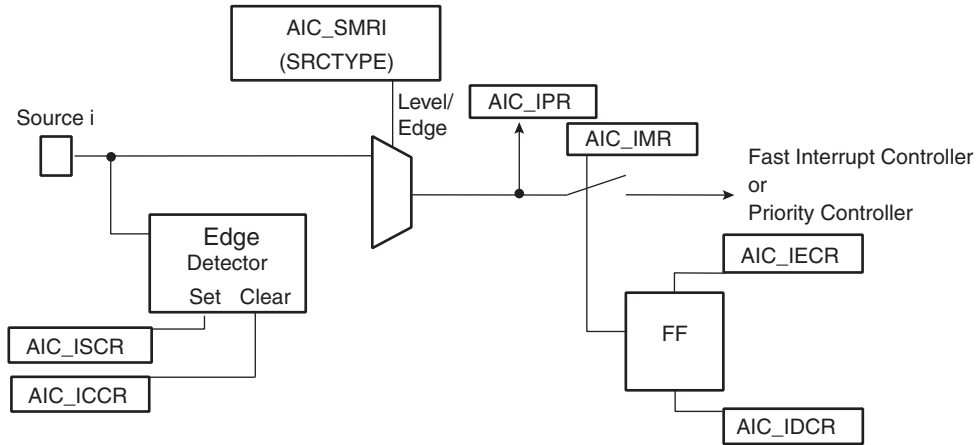 AIC_SMRI
(SRCTYPE)
Level/
Edge
AIC_IPR
Source i
AIC_IMR
Fast Interrupt Controller
or
Priority Controller
Edge
Detector
Set Clear
AIC_IECR
FF
AIC_ISCR
AIC_ICCR
AIC_IDCR